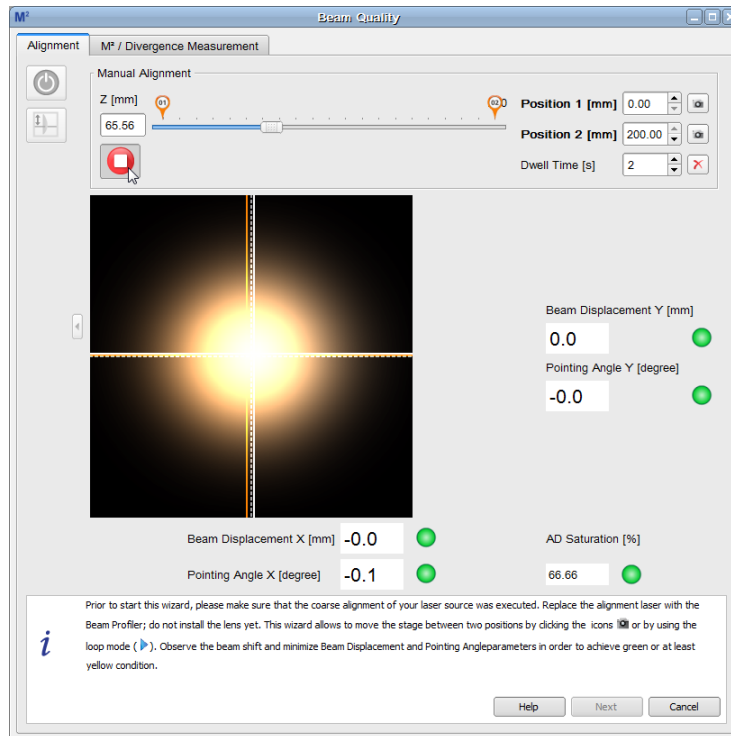 M² Beam Quality
Alignment M² / Divergence Measurement
Manual Alignment
Z [mm] 01 02 0 Position 1 [mm] 0.00
65.56 Position 2 [mm] 200.00
Dwell Time [s] 2
Beam Displacement Y [mm]
0.0
Pointing Angle Y [degree]
-0.0
Beam Displacement X [mm] -0.0 AD Saturation [%]
Pointing Angle X [degree] -0.1 66.66
Prior to start this wizard, please make sure that the coarse alignment of your laser source was executed. Replace the alignment laser with the
Beam Profiler; do not install the lens yet. This wizard allows to move the stage between two positions by clicking the icons or by using the
loop mode ( ). Observe the beam shift and minimize Beam Displacement and Pointing Angleparameters in order to achieve green or at least
yellow condition.
i
Help Next Cancel